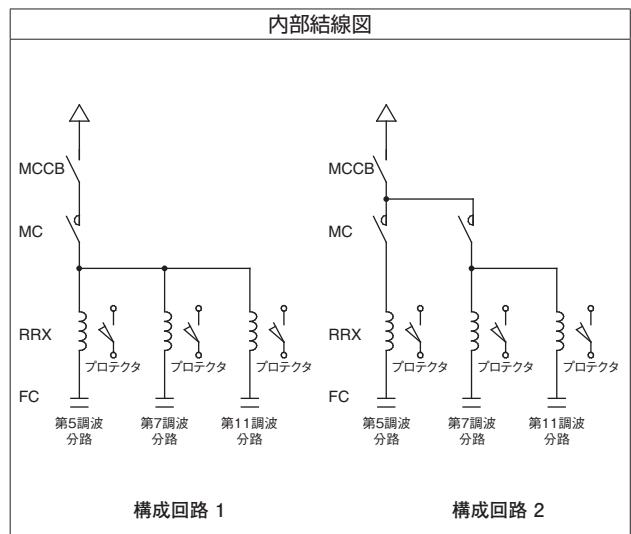 内部結線図
MCCB
MC
RRX
プロテクタ プロテクタ プロテクタ
FC
第5調波
分路
第7調波
分路
第11調波
分路
構成回路 1
MCCB
MC
RRX
プロテクタ プロテクタ プロテクタ
FC
第5調波
分路
第7調波
分路
第11調波
分路
構成回路 2